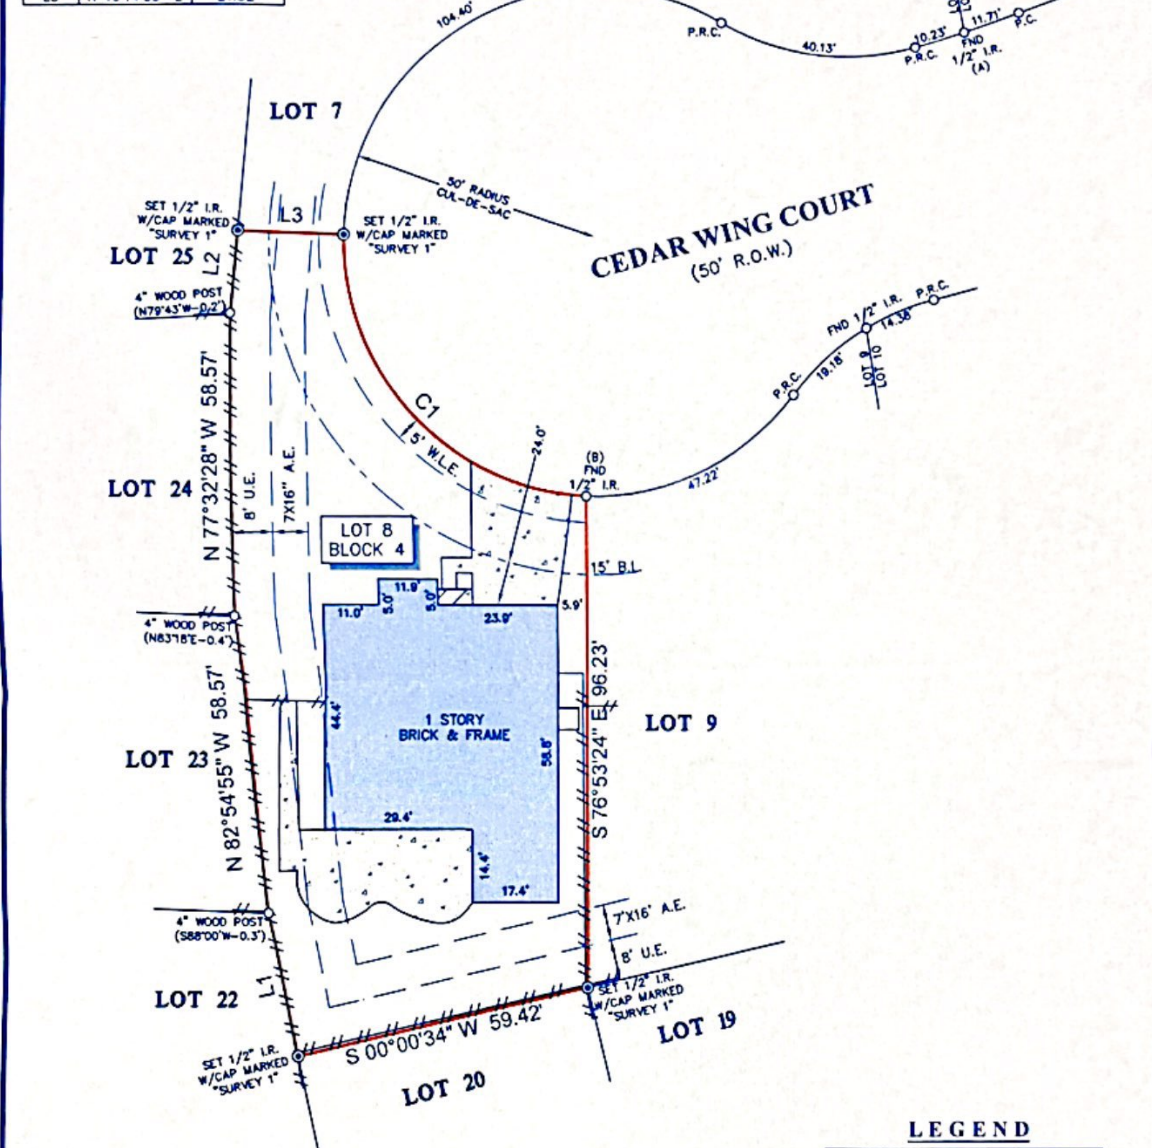 104.40'
P.R.C.
40.13'
10.23'
P.R.C.
11.71'
P.C.
FND
1/2" I.R.
(A)
LOT 7
50' RADIUS
CUL-DE-SAC
SET 1/2" I.R.
W/CAP MARKED
"SURVEY 1"
L3
SET 1/2" I.R.
W/CAP MARKED
"SURVEY 1"
CEDAR WING COURT
(50' R.O.W.)
LOT 25
L2
4" WOOD POST
(N79°43'W-0.2')
FND 1/2" I.R.
P.R.C.
14.38'
19.18'
P.R.C.
LOT 9
LOT 10
N 77°32'28" W 58.57'
C1
5' W.L.E.
24.0'
(B)
FND
1/2" I.R.
47.22'
LOT 24
8' U.E.
7'X16" A.E.
LOT 8
BLOCK 4
15' B.L.
11.9'
11.0'
5.0'
5.0'
23.9'
5.9'
4" WOOD POST
(N83°18'E-0.4')
N 82°54'55" W 58.57'
44.4'
1 STORY
BRICK & FRAME
58.8'
S 76°53'24" E 96.23'
LOT 9
LOT 23
29.4'
14.4'
17.4'
4" WOOD POST
(S88°00'W-0.3')
7'X16' A.E.
8' U.E.
L1
LOT 22
SET 1/2" I.R.
W/CAP MARKED
"SURVEY 1"
LOT 19
S 00°00'34" W 59.42'
SET 1/2" I.R.
W/CAP MARKED
"SURVEY 1"
LOT 20
LEGEND